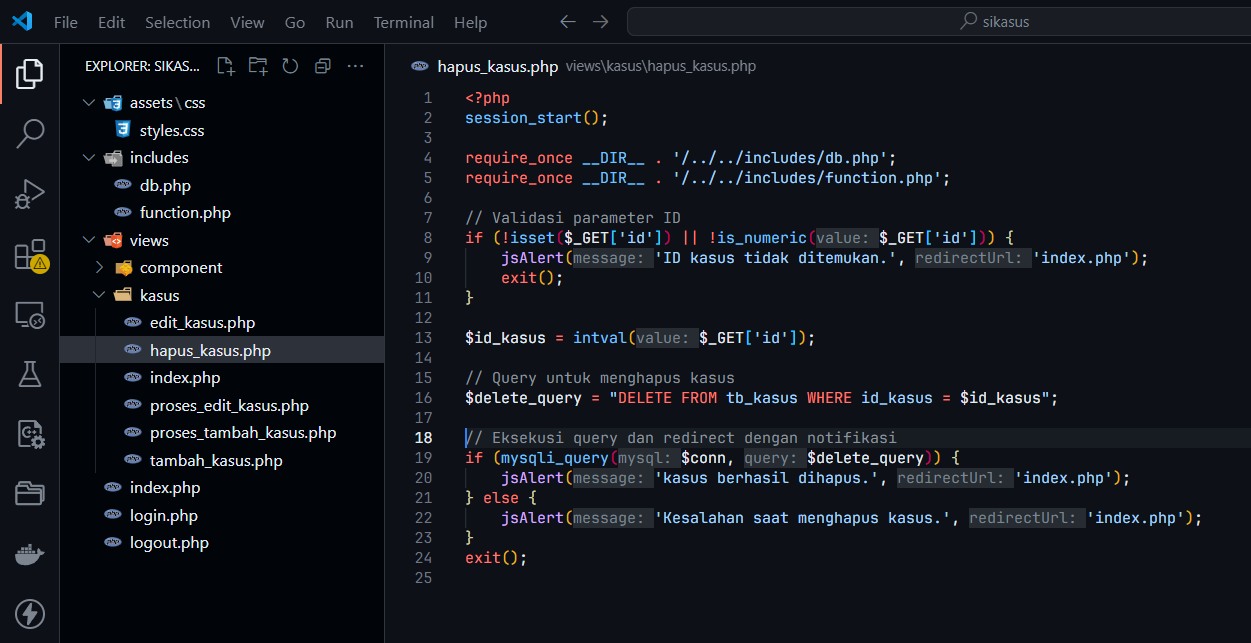 File Edit Selection View Go Run Terminal Help
sikasus
EXPLORER: SIKAS...
assets\css
styles.css
includes
db.php
function.php
views
component
kasus
edit_kasus.php
hapus_kasus.php
index.php
proses_edit_kasus.php
proses_tambah_kasus.php
tambah_kasus.php
index.php
login.php
logout.php
hapus_kasus.php views\kasus\hapus_kasus.php
1 <?php
2 session_start();
3
4 require_once __DIR__ . '/../../includes/db.php';
5 require_once __DIR__ . '/../../includes/function.php';
6
7 // Validasi parameter ID
8 if (!isset($_GET['id']) || !is_numeric(value: $_GET['id'])) {
9 jsAlert(message: 'ID kasus tidak ditemukan.', redirectUrl: 'index.php');
10 exit();
11 }
12
13 $id_kasus = intval(value: $_GET['id']);
14
15 // Query untuk menghapus kasus
16 $delete_query = "DELETE FROM tb_kasus WHERE id_kasus = $id_kasus";
17
18 // Eksekusi query dan redirect dengan notifikasi
19 if (mysqli_query(mysql: $conn, query: $delete_query)) {
20 jsAlert(message: 'kasus berhasil dihapus.', redirectUrl: 'index.php');
21 } else {
22 jsAlert(message: 'Kesalahan saat menghapus kasus.', redirectUrl: 'index.php');
23 }
24 exit();
25